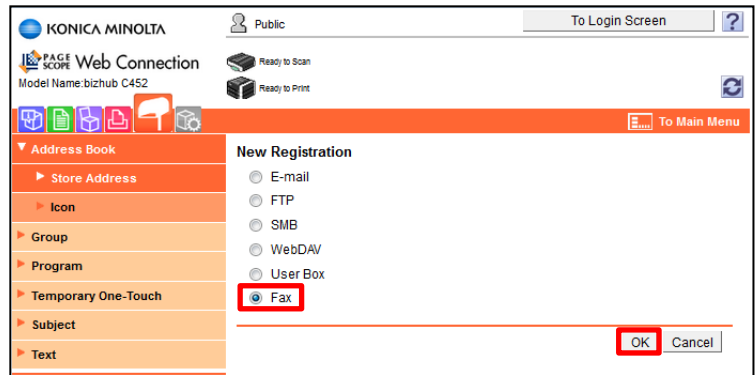 KONICA MINOLTA
Public
To Login Screen
?
PAGE SCOPE Web Connection
Ready to Scan
Model Name:bizhub C452
Ready to Print
To Main Menu
Address Book
Store Address
Icon
Group
Program
Temporary One-Touch
Subject
Text
New Registration
E-mail
FTP
SMB
WebDAV
User Box
Fax
OK
Cancel